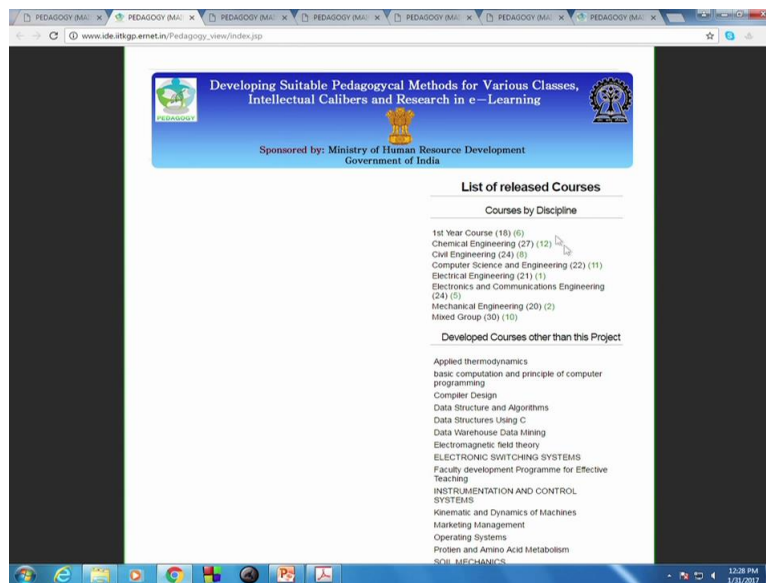 PEDAGOGY (MA
PEDAGOGY (MA
PEDAGOGY (MA
PEDAGOGY (MA
PEDAGOGY (MA
PEDAGOGY (MA
PEDAGOGY (MA
www.ide.iitkgp.ernet.in/Pedagogy_view/index.jsp
PEDAGOGY
Developing Suitable Pedagogycal Methods for Various Classes,
Intellectual Calibers and Research in e-Learning
Sponsored by: Ministry of Human Resource Development
Government of India
List of released Courses
Courses by Discipline
1st Year Course (18) (6)
Chemical Engineering (27) (12)
Civil Engineering (24) (8)
Computer Science and Engineering (22) (11)
Electrical Engineering (21) (1)
Electronics and Communications Engineering
(24) (5)
Mechanical Engineering (20) (2)
Mixed Group (30) (10)
Developed Courses other than this Project
Applied thermodynamics
basic computation and principle of computer
programming
Compiler Design
Data Structure and Algorithms
Data Structures Using C
Data Warehouse Data Mining
Electromagnetic field theory
ELECTRONIC SWITCHING SYSTEMS
Faculty development Programme for Effective
Teaching
INSTRUMENTATION AND CONTROL
SYSTEMS
Kinematic and Dynamics of Machines
Marketing Management
Operating Systems
Protien and Amino Acid Metabolism
SOIL MECHANICS
12:28 PM
1/31/2017